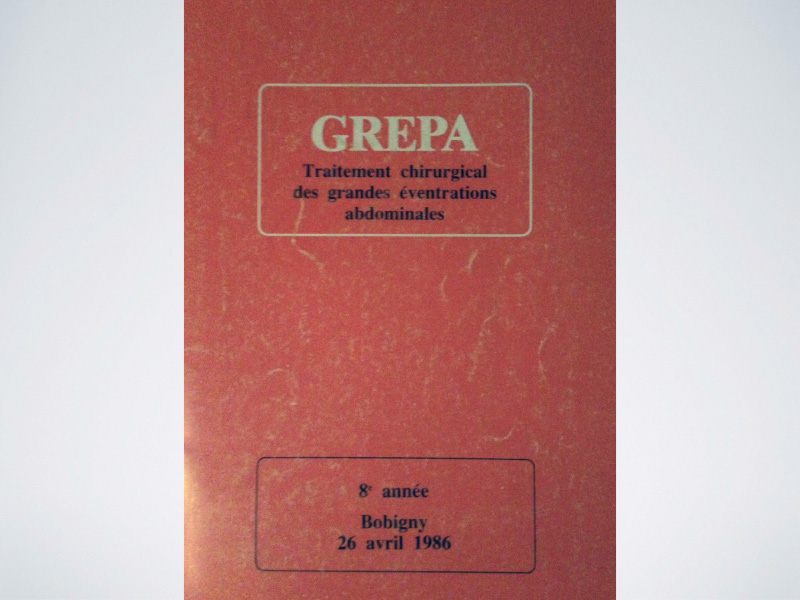 GREPA
Traitement chirurgical
des grandes éventrations
abdominales
8e année
Bobigny
26 avril 1986